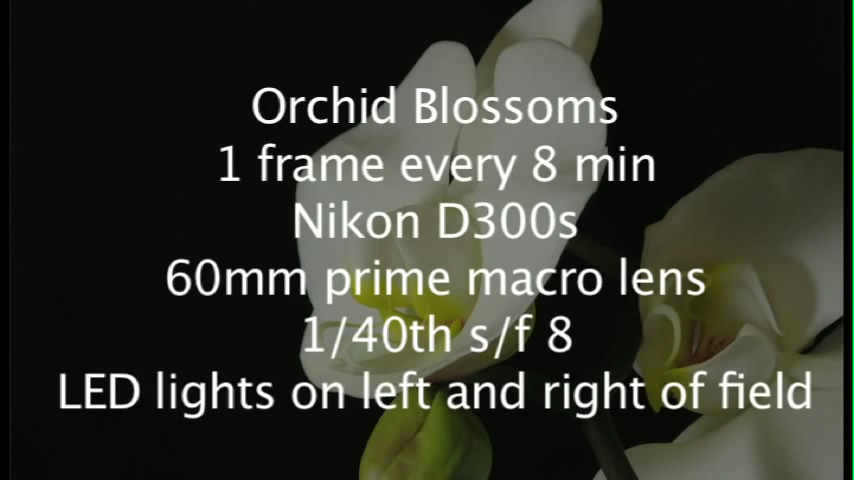 Orchid Blossoms
1 frame every 8 min
Nikon D300s
60mm prime macro lens
1/40th s/f 8
LED lights on left and right of field